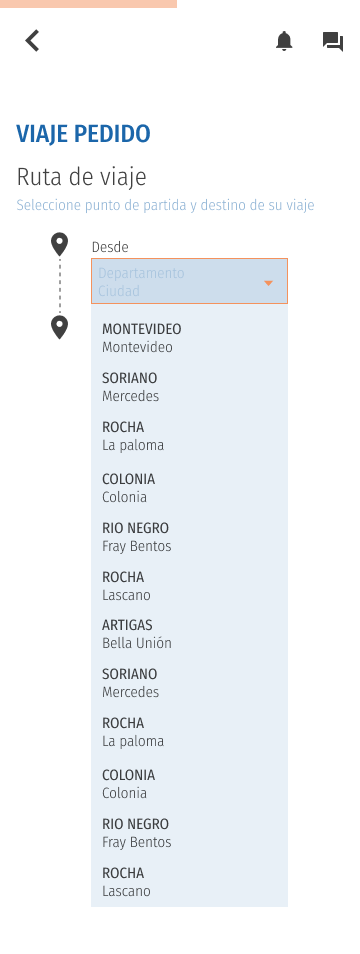 VIAJE PEDIDO
Ruta de viaje
Seleccione punto de partida y destino de su viaje
Desde
Departamento
Ciudad
MONTEVIDEO
Montevideo
SORIANO
Mercedes
ROCHA
La paloma
COLONIA
Colonia
RIO NEGRO
Fray Bentos
ROCHA
Lascano
ARTIGAS
Bella Unión
SORIANO
Mercedes
ROCHA
La paloma
COLONIA
Colonia
RIO NEGRO
Fray Bentos
ROCHA
Lascano